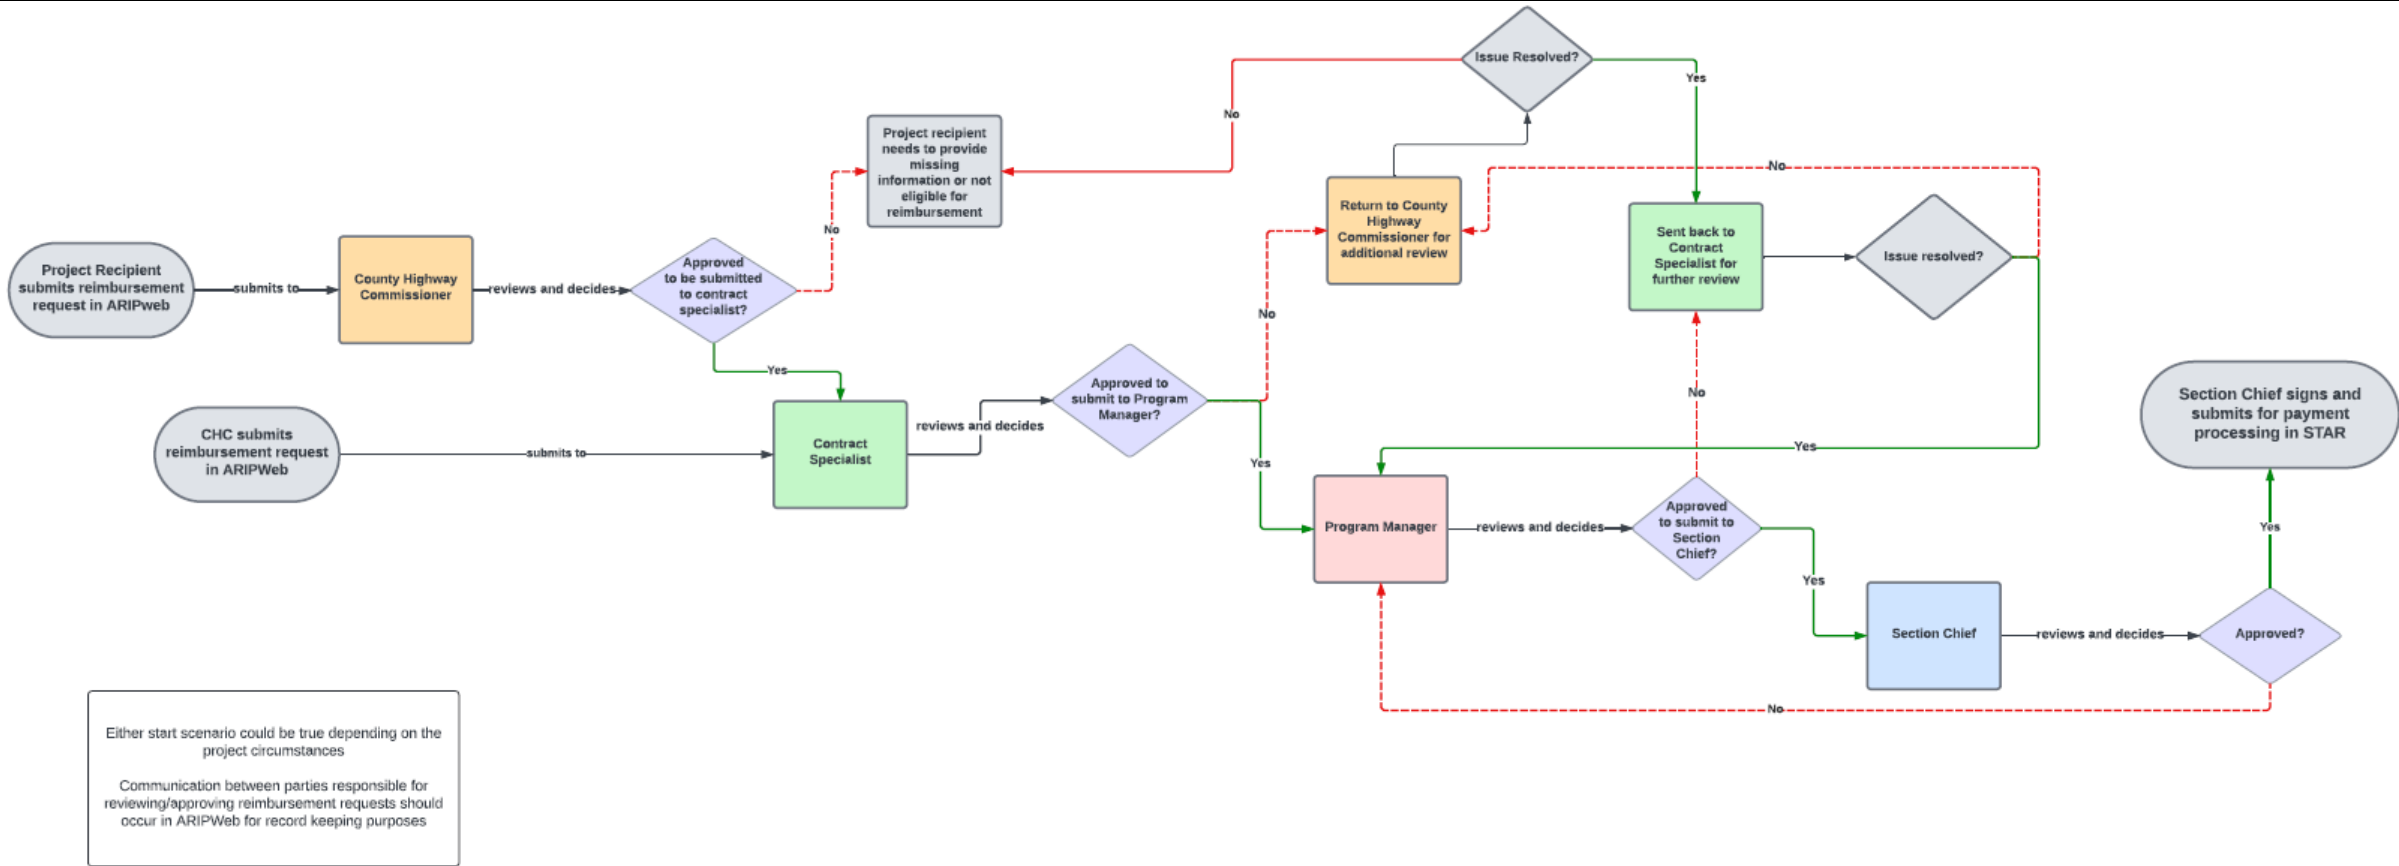 Issue Resolved?
Yes
No
Project recipient
needs to provide
missing
information or not
eligible for
reimbursement
No
Return to County
Highway
Commissioner for
additional review
No
Sent back to
Contract
Specialist for
further review
Issue resolved?
Project Recipient
submits reimbursement
request in ARIPweb
submits to
County Highway
Commissioner
reviews and decides
Approved
to be submitted
to contract
specialist?
No
Yes
No
Approved to
submit to Program
Manager?
Yes
CHC submits
reimbursement request
in ARIPWeb
submits to
Contract
Specialist
reviews and decides
No
Yes
Program Manager
reviews and decides
Approved
to submit to
Section
Chief?
Yes
Section Chief
reviews and decides
Approved?
Yes
No
Section Chief signs and
submits for payment
processing in STAR
Either start scenario could be true depending on the
project circumstances
Communication between parties responsible for
reviewing/approving reimbursement requests should
occur in ARIPWeb for record keeping purposes